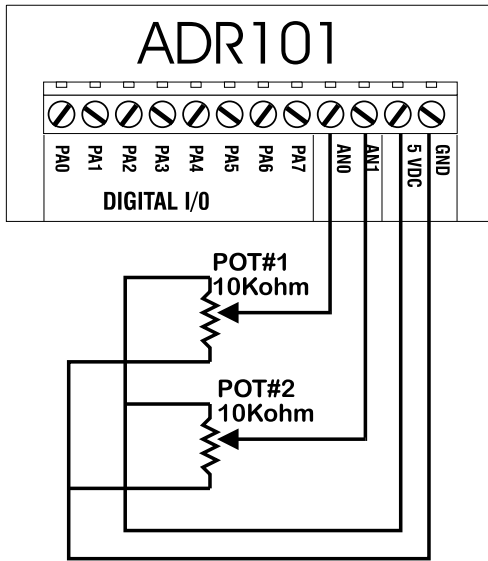 ADR101
PA0
PA1
PA2
PA3
PA4
PA5
PA6
PA7
AN0
AN1
5 VDC
GND
DIGITAL I/0
POT#1
10Kohm
POT#2
10Kohm